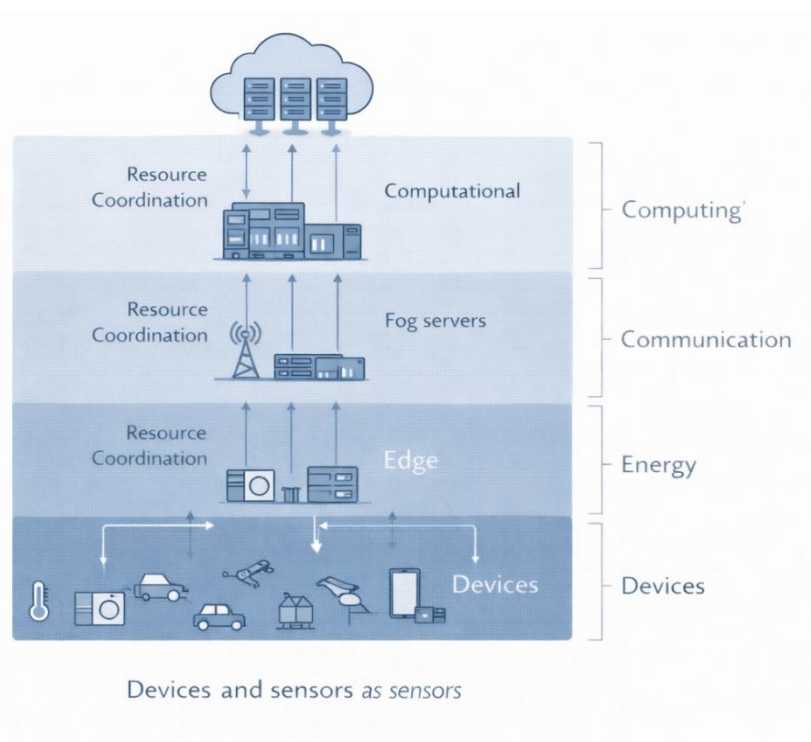 Resource
Coordination
Computational
Computing'
Resource
Coordination
Fog servers
Communication
Resource
Coordination
Edge
Energy
Devices
Devices
Devices and sensors as sensors